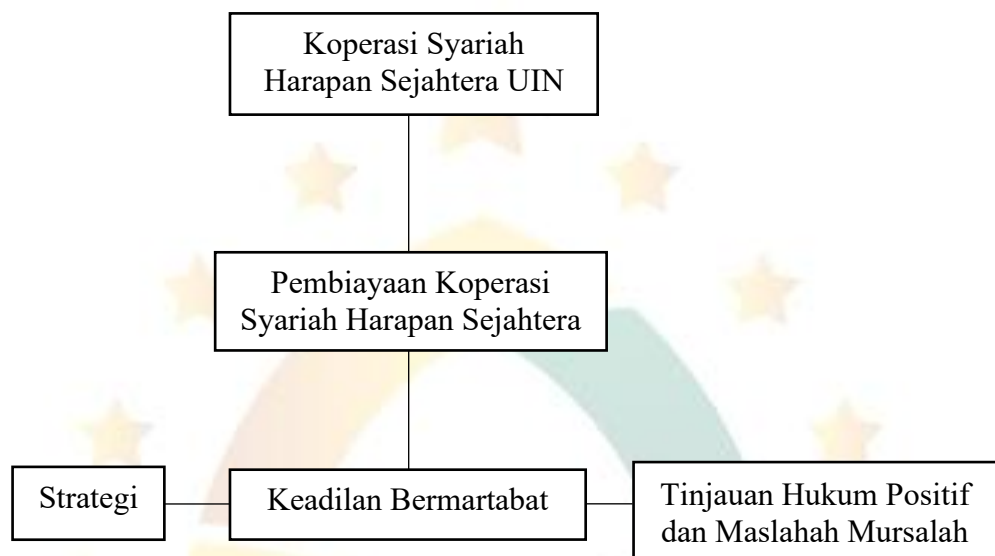 Koperasi Syariah
Harapan Sejahtera UIN
Pembiayaan Koperasi
Syariah Harapan Sejahtera
Strategi
Keadilan Bermartabat
Tinjauan Hukum Positif
dan Maslahah Mursalah